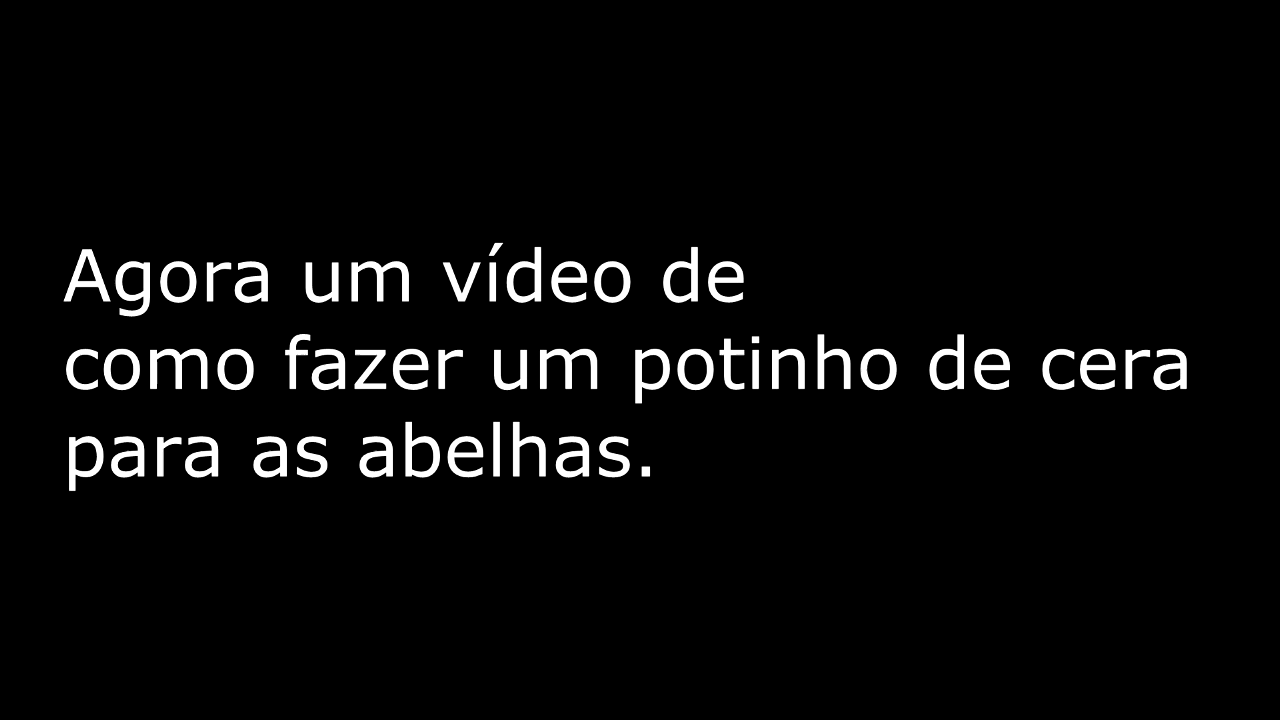 Agora um vídeo de
como fazer um potinho de cera
para as abelhas.